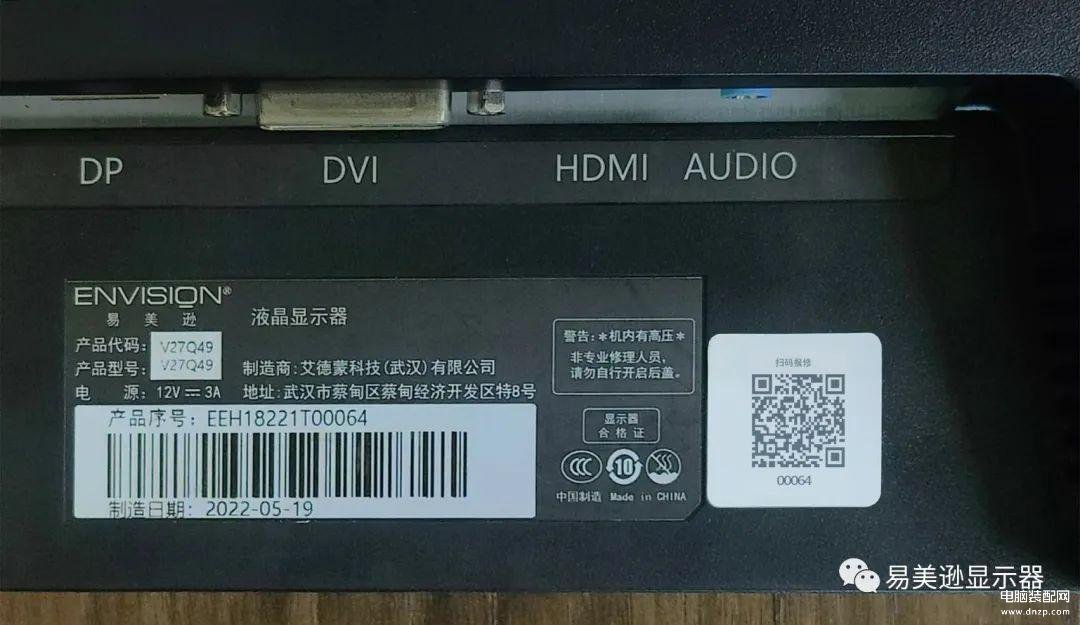 DP DVI HDMI AUDIO
ENVISION®
易美逊
液晶显示器
产品代码: V27Q49
产品型号: V27Q49
制造商: 艾德蒙科技(武汉)有限公司
电 源: 12V ⎓ 3A
地址: 武汉市蔡甸区蔡甸经济开发区特8号
产品序号: EEH18221T00064
制造日期: 2022-05-19
警告:*机内有高压*
非专业修理人员,
请勿自行开启后盖。
显示器
合格证
CCC
10
中国制造 Made in CHINA
扫码报修
00064
易美逊显示器
电脑装配网
www.dnzp.com